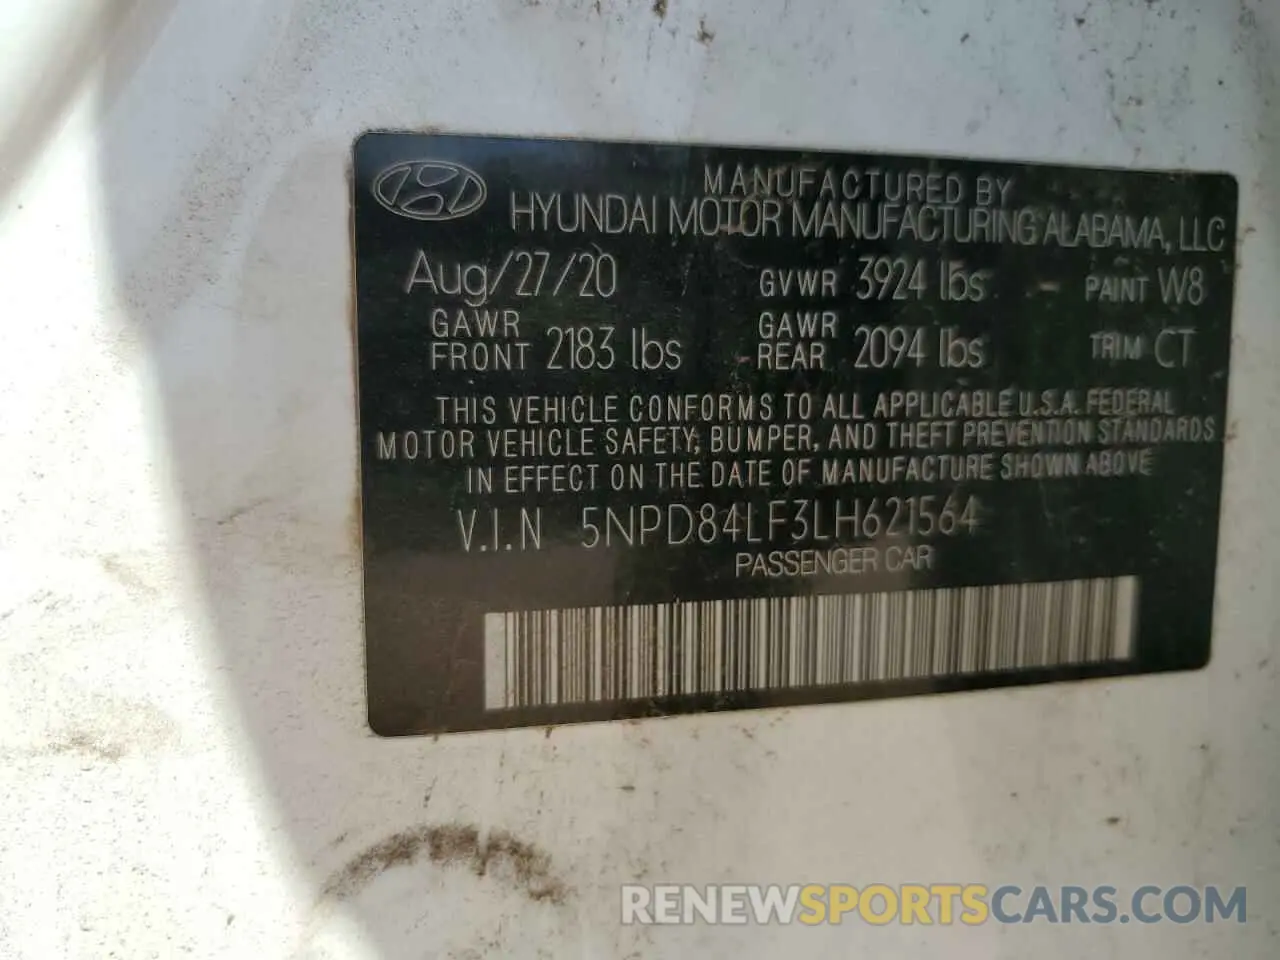 MANUFACTURED BY
HYUNDAI MOTOR MANUFACTURING ALABAMA, LLC
Aug/27/20 GVWR 3924 lbs PAINT W8
GAWR FRONT 2183 lbs GAWR REAR 2094 lbs TRIM CT
THIS VEHICLE CONFORMS TO ALL APPLICABLE U.S.A. FEDERAL
MOTOR VEHICLE SAFETY, BUMPER, AND THEFT PREVENTION STANDARDS
IN EFFECT ON THE DATE OF MANUFACTURE SHOWN ABOVE
V.I.N 5NPD84LF3LH621564
PASSENGER CAR
RENEWSPORTSCARS.COM